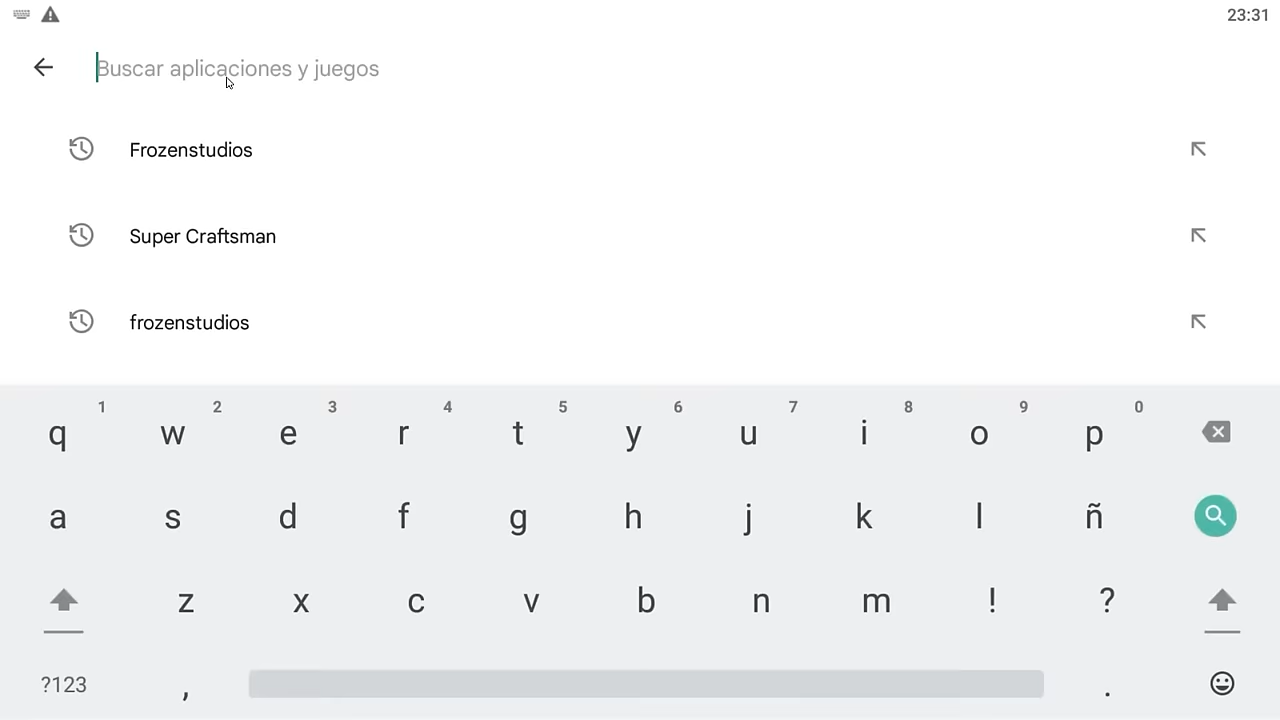 23:31
Buscar aplicaciones y juegos
Frozenstudios
Super Craftsman
frozenstudios
1 2 3 4 5 6 7 8 9 0
q w e r t y u i o p
a s d f g h j k l ñ
z x c v b n m ! ?
?123 , .